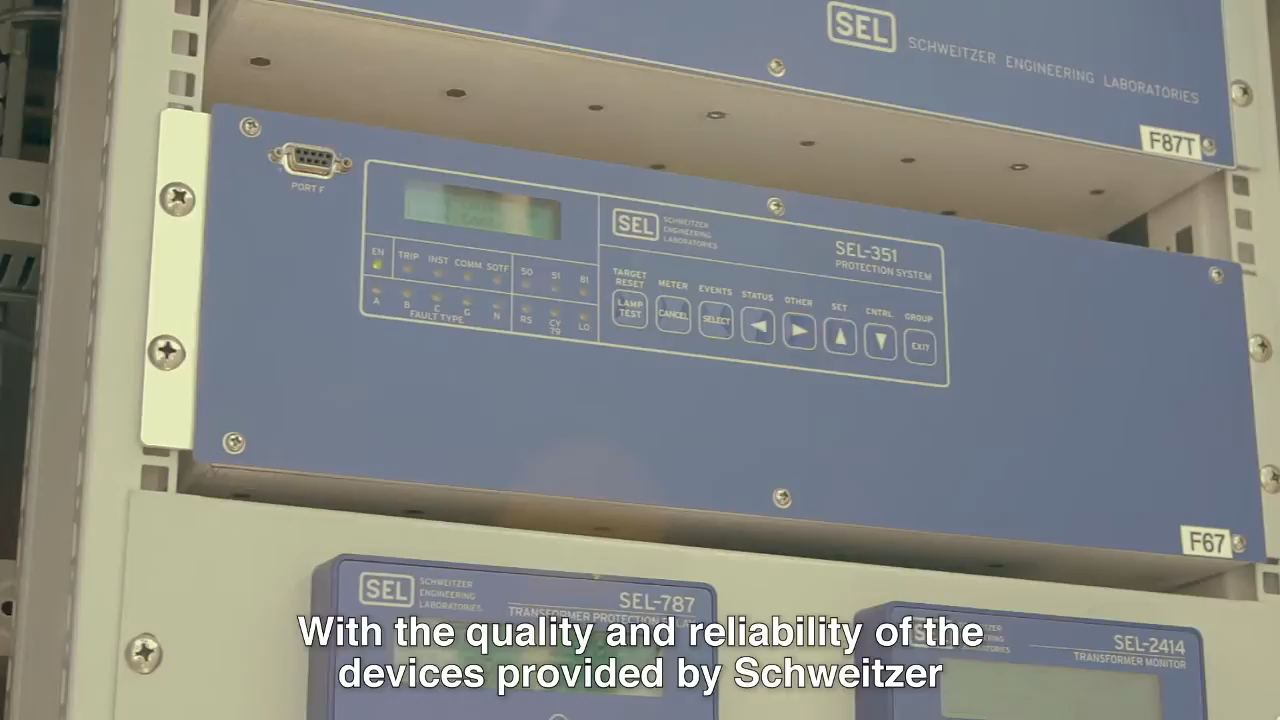 SEL SCHWEITZER ENGINEERING LABORATORIES
F87T
PORT F
SEL SCHWEITZER ENGINEERING LABORATORIES
SEL-351
PROTECTION SYSTEM
EN TRIP INST COMM SOTF 50 51 81
A B C G N RS CY LO
FAULT TYPE 79
TARGET RESET METER EVENTS STATUS OTHER SET CNTRL GROUP
LAMP TEST CANCEL SELECT EXIT
F67
SEL SCHWEITZER ENGINEERING LABORATORIES
SEL-787
TRANSFORMER PROTECTION RELAY
SEL-2414
TRANSFORMER MONITOR
With the quality and reliability of the
devices provided by Schweitzer